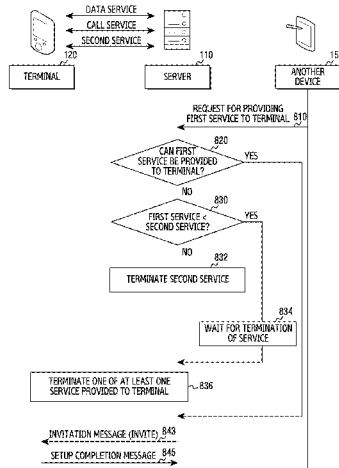 DATA SERVICE
CALL SERVICE
SECOND SERVICE
120
110
15
TERMINAL
SERVER
ANOTHER
DEVICE
REQUEST FOR PROVIDING
FIRST SERVICE TO TERMINAL
810
820
CAN FIRST
SERVICE BE PROVIDED
TO TERMINAL?
YES
NO
830
FIRST SERVICE <
SECOND SERVICE?
YES
NO
832
TERMINATE SECOND SERVICE
834
WAIT FOR TERMINATION
OF SERVICE
TERMINATE ONE OF AT LEAST ONE
SERVICE PROVIDED TO TERMINAL
836
INVITATION MESSAGE (INVITE)
843
SETUP COMPLETION MESSAGE
845